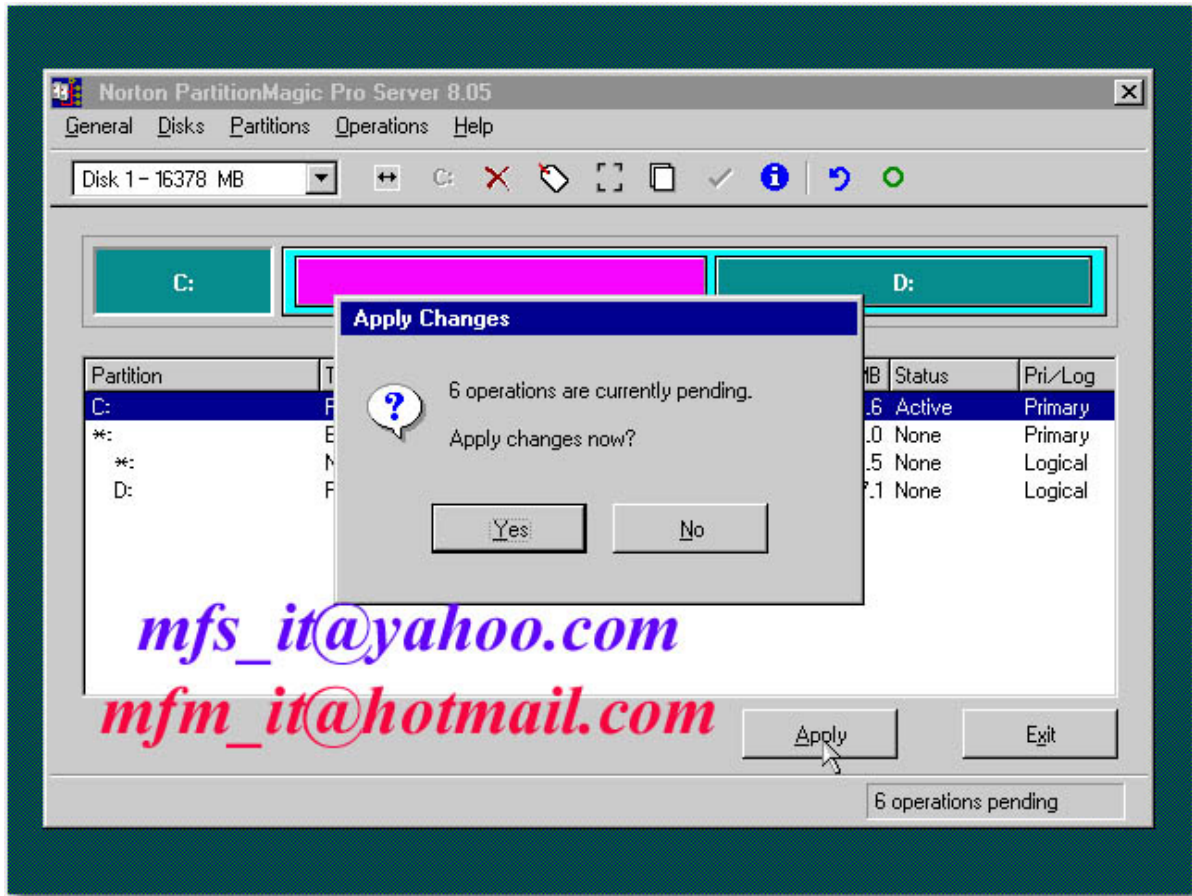 Norton PartitionMagic Pro Server 8.05
General Disks Partitions Operations Help
Disk 1 - 16378 MB
C:
C:
D:
Apply Changes
6 operations are currently pending.
Apply changes now?
Yes No
Partition Status Pri/Log
C: Active Primary
*: None Primary
*: None Logical
D: None Logical
mfs_it@yahoo.com
mfm_it@hotmail.com
Apply Exit
6 operations pending